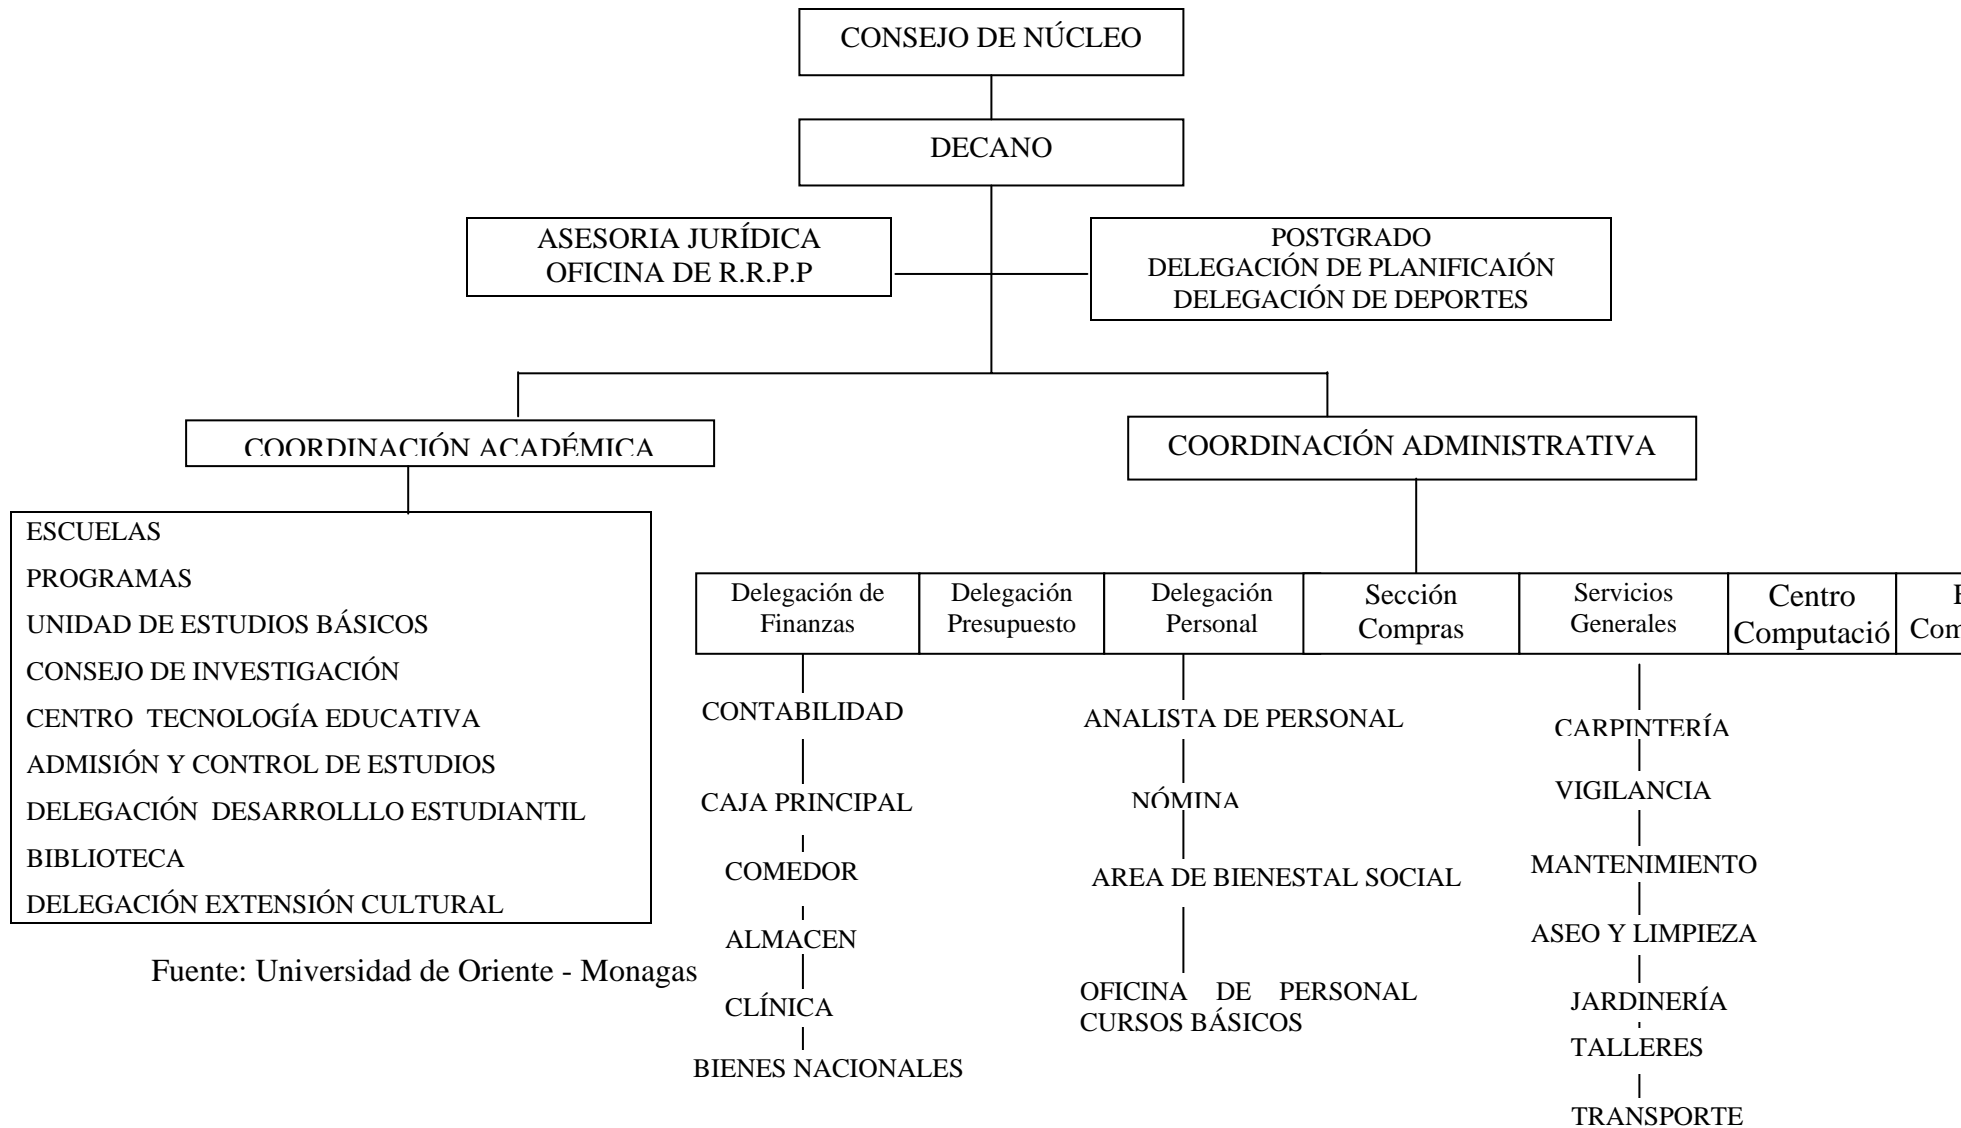 CONSEJO DE NÚCLEO
DECANO
ASESORIA JURÍDICA
OFICINA DE R.R.P.P
POSTGRADO
DELEGACIÓN DE PLANIFICAIÓN
DELEGACIÓN DE DEPORTES
COORDINACIÓN ACADÉMICA
COORDINACIÓN ADMINISTRATIVA
ESCUELAS
PROGRAMAS
UNIDAD DE ESTUDIOS BÁSICOS
CONSEJO DE INVESTIGACIÓN
CENTRO TECNOLOGÍA EDUCATIVA
ADMISIÓN Y CONTROL DE ESTUDIOS
DELEGACIÓN DESARROLLLO ESTUDIANTIL
BIBLIOTECA
DELEGACIÓN EXTENSIÓN CULTURAL
Fuente: Universidad de Oriente - Monagas
Delegación de
Finanzas
Delegación
Presupuesto
Delegación
Personal
Sección
Compras
Servicios
Generales
Centro
Computació
CONTABILIDAD
CAJA PRINCIPAL
COMEDOR
ALMACEN
CLÍNICA
BIENES NACIONALES
ANALISTA DE PERSONAL
NÓMINA
AREA DE BIENESTAL SOCIAL
OFICINA DE PERSONAL
CURSOS BÁSICOS
CARPINTERÍA
VIGILANCIA
MANTENIMIENTO
ASEO Y LIMPIEZA
JARDINERÍA
TALLERES
TRANSPORTE